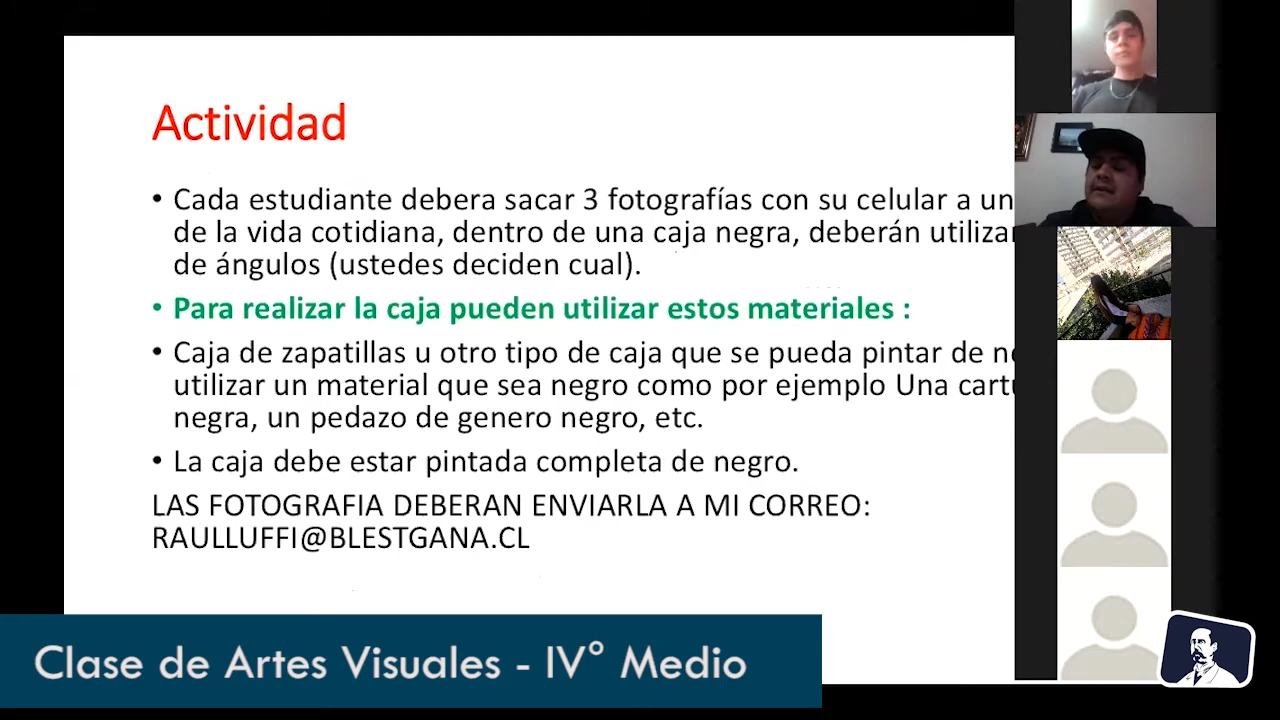 Actividad
• Cada estudiante debera sacar 3 fotografías con su celular a un
de la vida cotidiana, dentro de una caja negra, deberán utilizar
de ángulos (ustedes deciden cual).
• Para realizar la caja pueden utilizar estos materiales :
• Caja de zapatillas u otro tipo de caja que se pueda pintar de
utilizar un material que sea negro como por ejemplo Una
negra, un pedazo de genero negro, etc.
• La caja debe estar pintada completa de negro.
LAS FOTOGRAFIA DEBERAN ENVIARLA A MI CORREO:
RAULLUFFI@BLESTGANA.CL
Clase de Artes Visuales - IV° Medio